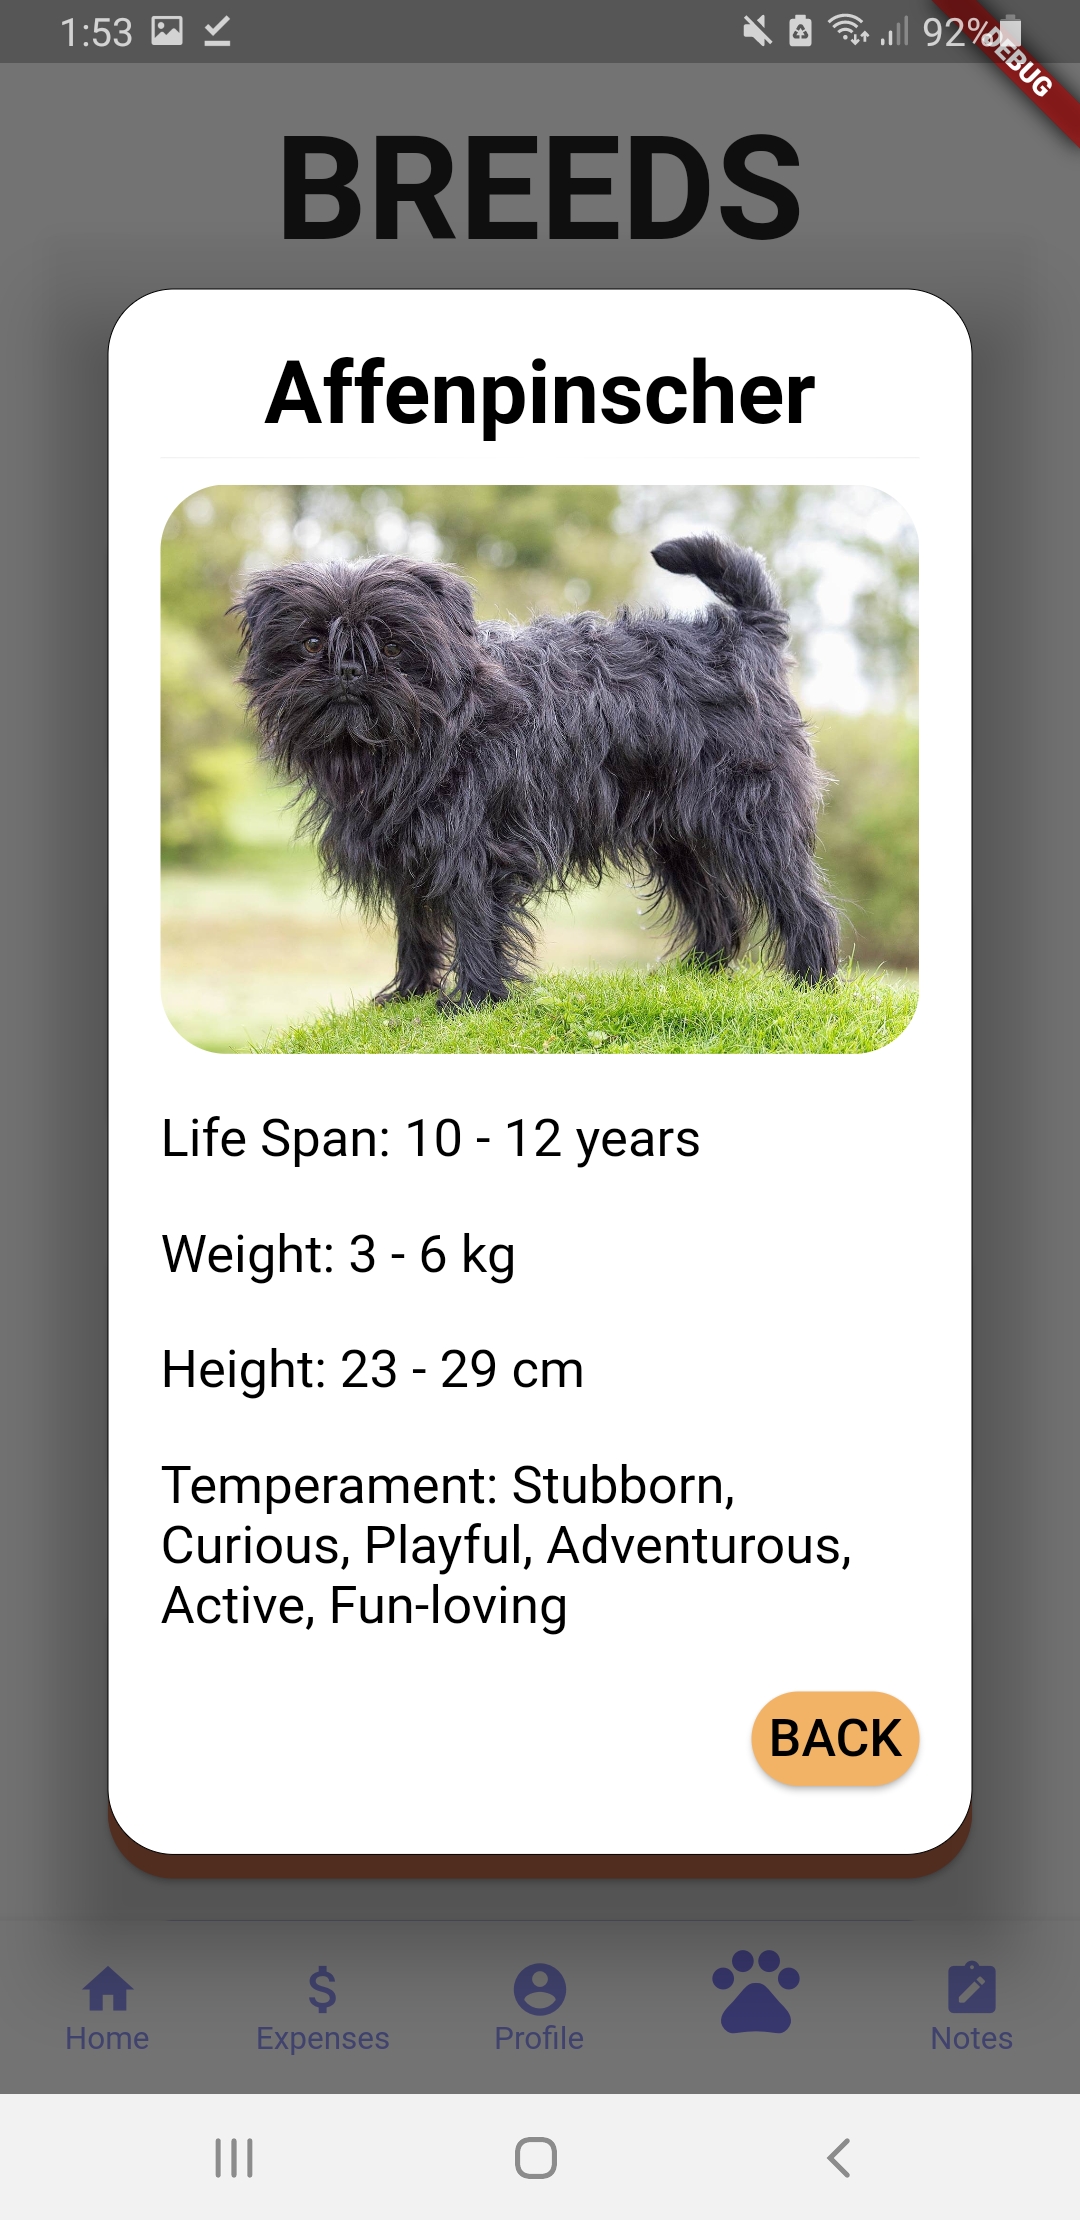 1:53 92%
DEBUG
BREEDS
Affenpinscher
Life Span: 10 - 12 years
Weight: 3 - 6 kg
Height: 23 - 29 cm
Temperament: Stubborn,
Curious, Playful, Adventurous,
Active, Fun-loving
BACK
Home Expenses Profile Notes